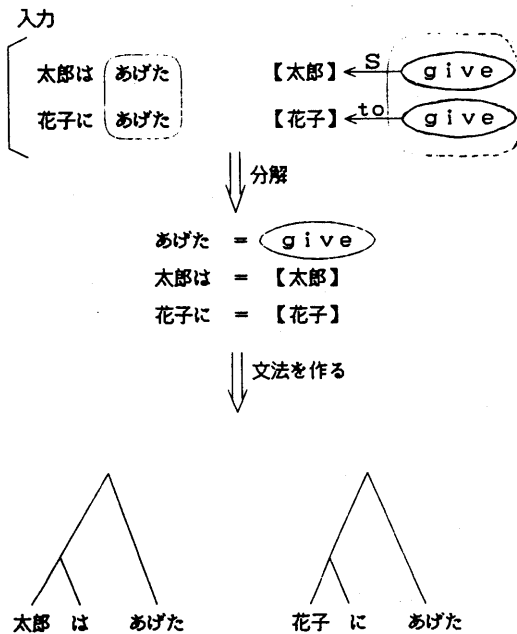 入力
太郎は あげた 【太郎】 S give
花子に あげた 【花子】 to give
分解
あげた = give
太郎は = 【太郎】
花子に = 【花子】
文法を作る
太郎 は あげた 花子 に あげた